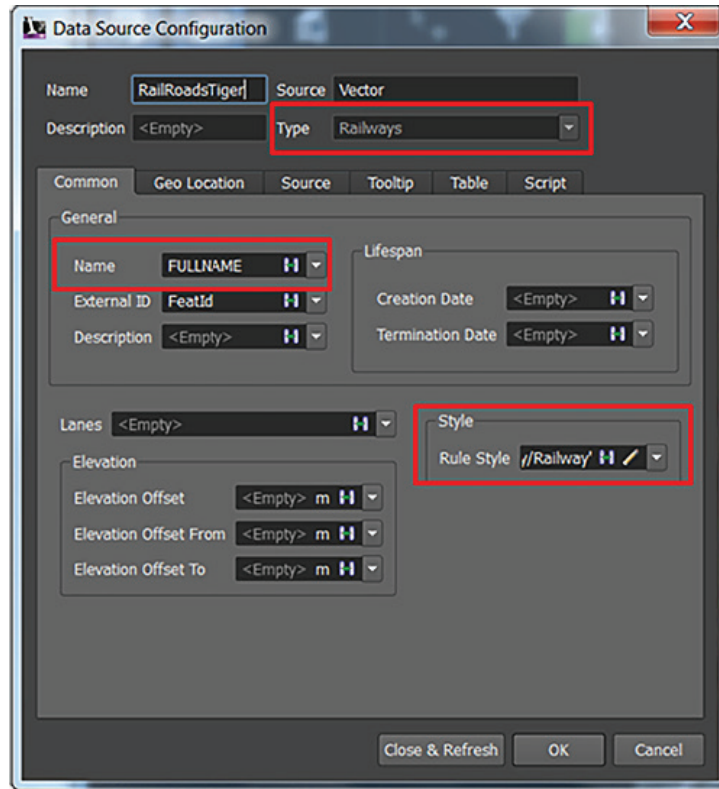 Data Source Configuration
Name RailRoadsTiger Source Vector
Description <Empty> Type Railways
Common Geo Location Source Tooltip Table Script
General
Name FULLNAME
External ID FeatId
Description <Empty>
Lifespan
Creation Date <Empty>
Termination Date <Empty>
Lanes <Empty>
Style
Rule Style y/Railway'
Elevation
Elevation Offset <Empty> m
Elevation Offset From <Empty> m
Elevation Offset To <Empty> m
Close & Refresh OK Cancel